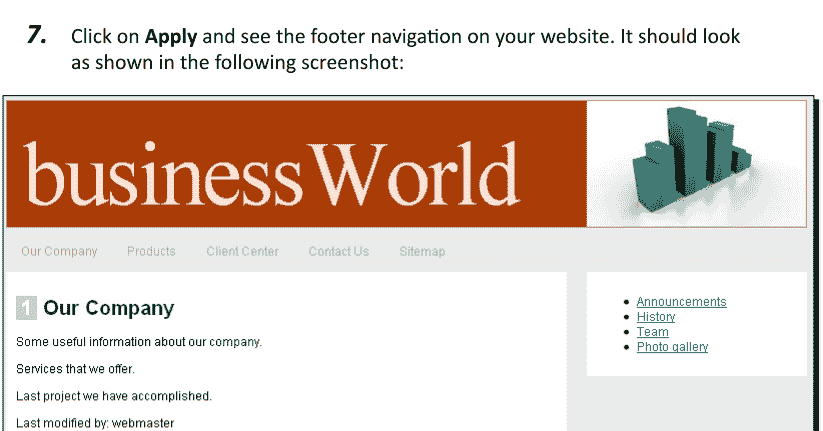 7. Click on Apply and see the footer navigation on your website. It should look
as shown in the following screenshot:
businessWorld
Our Company Products Client Center Contact Us Sitemap
1 Our Company
Some useful information about our company.
Services that we offer.
Last project we have accomplished.
Last modified by: webmaster
Announcements
History
Team
Photo gallery